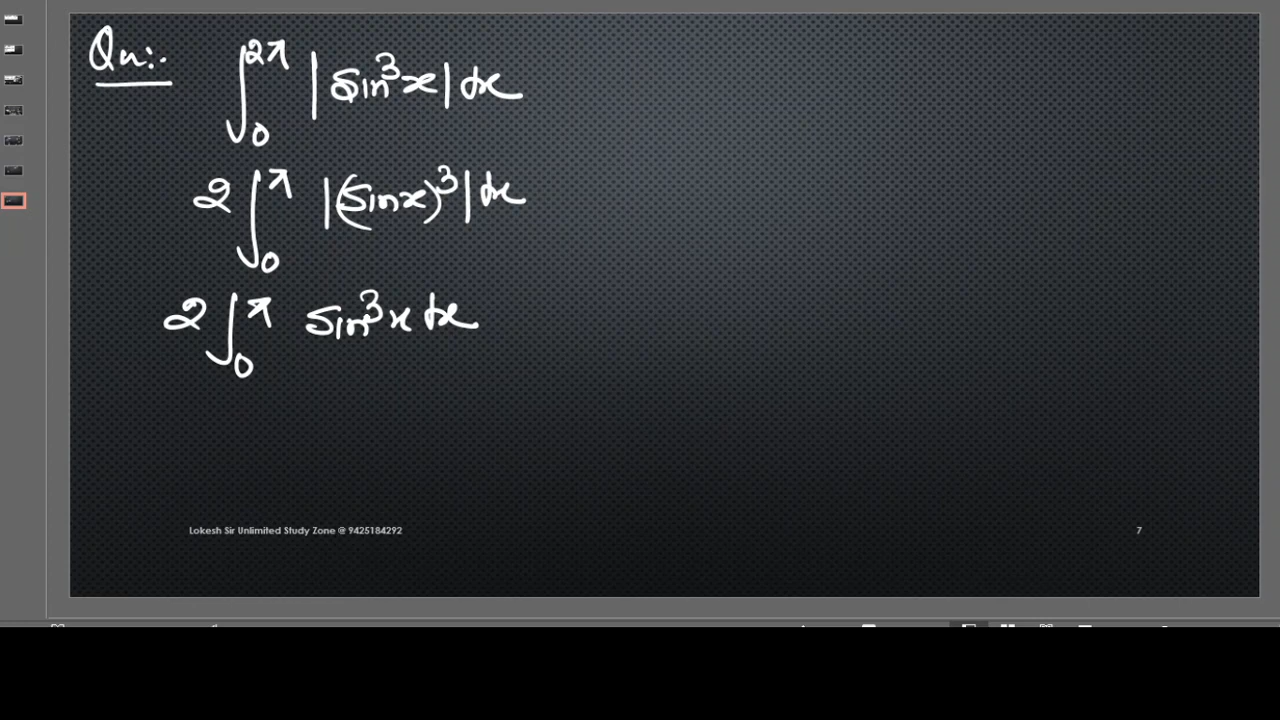 Qn:-
∫₀^{2π} |sin³x| dx
2 ∫₀^{π} |(sinx)³| dx
2 ∫₀^{π} sin³x dx
Lokesh Sir Unlimited Study Zone @ 9425184292
7